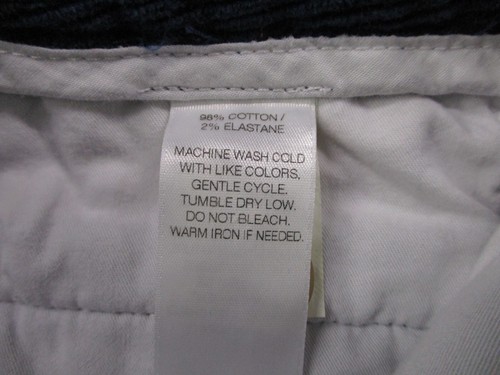 98% COTTON /
2% ELASTANE
MACHINE WASH COLD
WITH LIKE COLORS.
GENTLE CYCLE.
TUMBLE DRY LOW.
DO NOT BLEACH.
WARM IRON IF NEEDED.